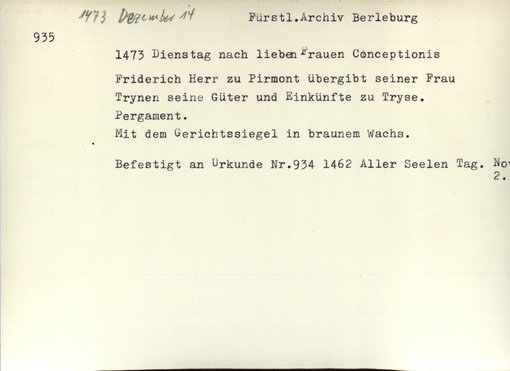 1473 Dezember 14
Fürstl.Archiv Berleburg
935
1473 Dienstag nach lieben Frauen Conceptionis
Friderich Herr zu Pirmont übergibt seiner Frau
Trynen seine Güter und Einkünfte zu Tryse.
Pergament.
Mit dem Gerichtssiegel in braunem Wachs.
Befestigt an Urkunde Nr.934 1462 Aller Seelen Tag. Nov
2.